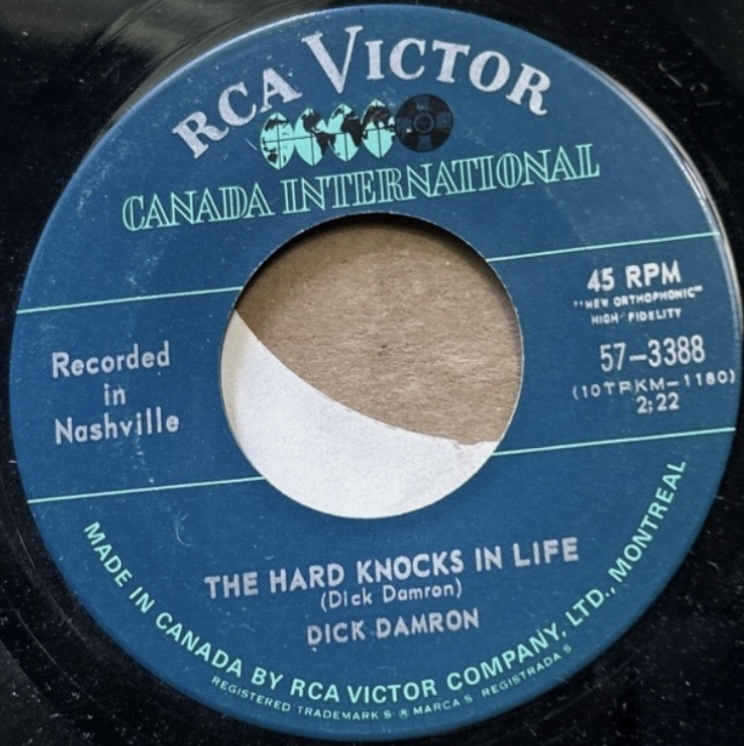 RCA VICTOR
CANADA INTERNATIONAL
45 RPM
"NEW ORTHOPHONIC"
HIGH FIDELITY
57-3388
(10TPKM-1180)
2;22
Recorded
in
Nashville
THE HARD KNOCKS IN LIFE
(Dick Damron)
DICK DAMRON
MADE IN CANADA BY RCA VICTOR COMPANY, LTD., MONTREAL
REGISTERED TRADEMARKS ® MARCAS REGISTRADAS